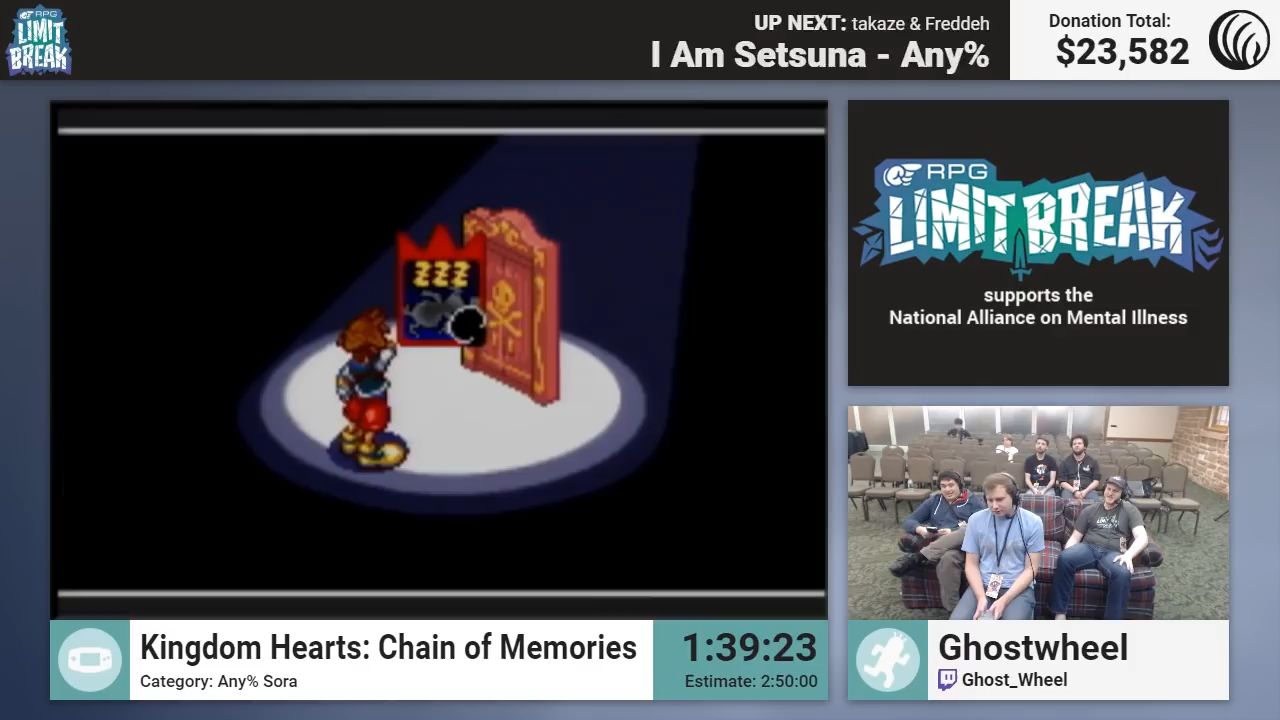 RPG
LIMIT
BREAK
UP NEXT: takaze & Freddeh
I Am Setsuna - Any%
Donation Total:
$23,582
ZZZ
RPG
LIMIT BREAK
supports the
National Alliance on Mental Illness
Kingdom Hearts: Chain of Memories
Category: Any% Sora
1:39:23
Estimate: 2:50:00
Ghostwheel
Ghost_Wheel